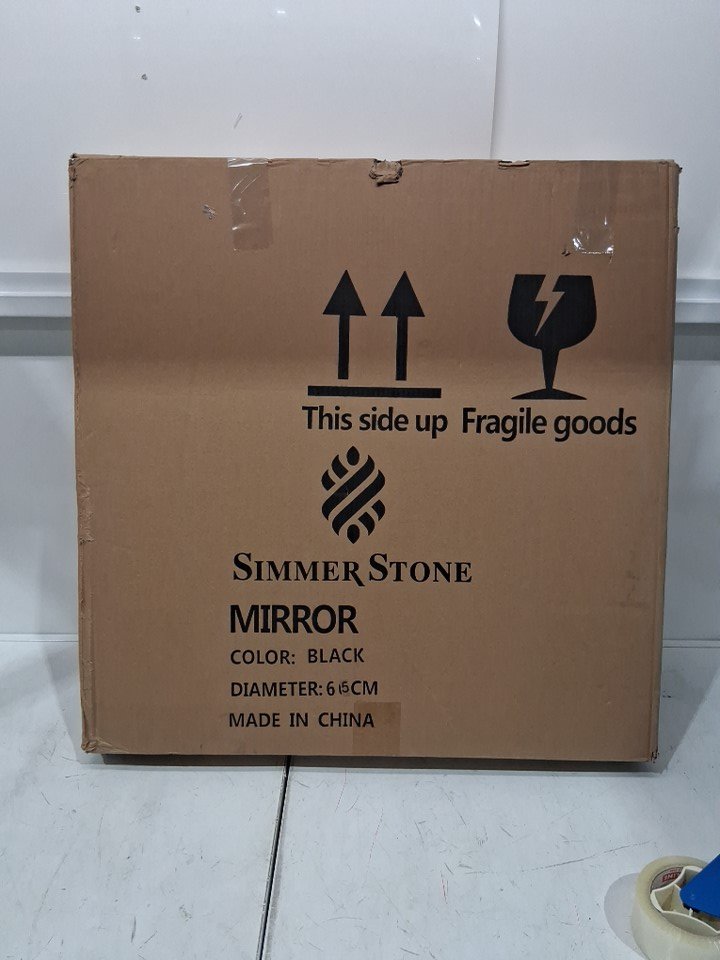 This side up Fragile goods
SIMMER STONE
MIRROR
COLOR: BLACK
DIAMETER: 65CM
MADE IN CHINA